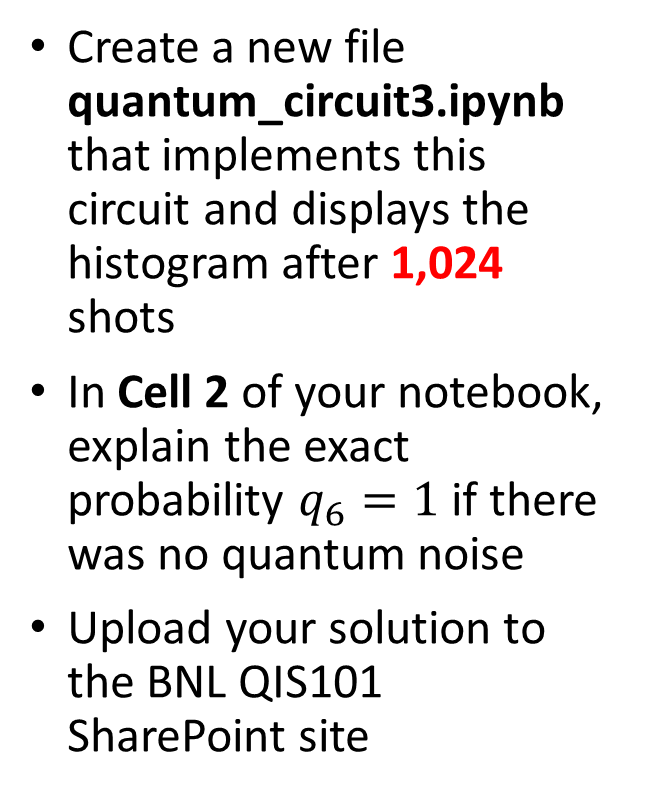 • Create a new file
quantum_circuit3.ipynb
that implements this
circuit and displays the
histogram after 1,024
shots
• In Cell 2 of your notebook,
explain the exact
probability q₆ = 1 if there
was no quantum noise
• Upload your solution to
the BNL QIS101
SharePoint site